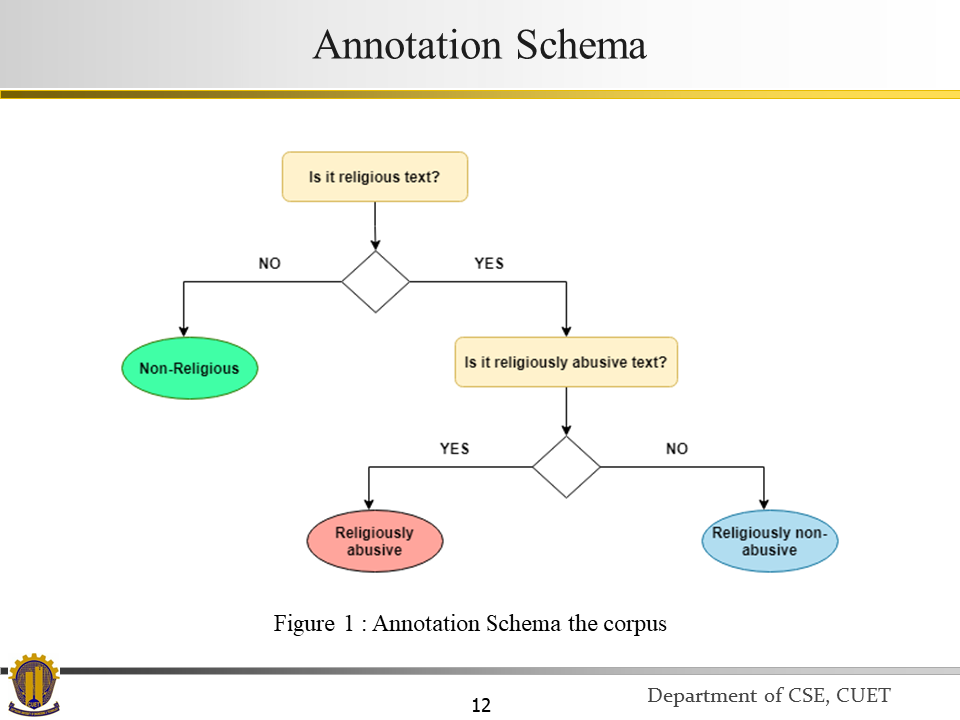 Annotation Schema
Is it religious text?
NO
YES
Non-Religious
Is it religiously abusive text?
YES
NO
Religiously
abusive
Religiously non-
abusive
Figure 1 : Annotation Schema the corpus
CUET
12
Department of CSE, CUET